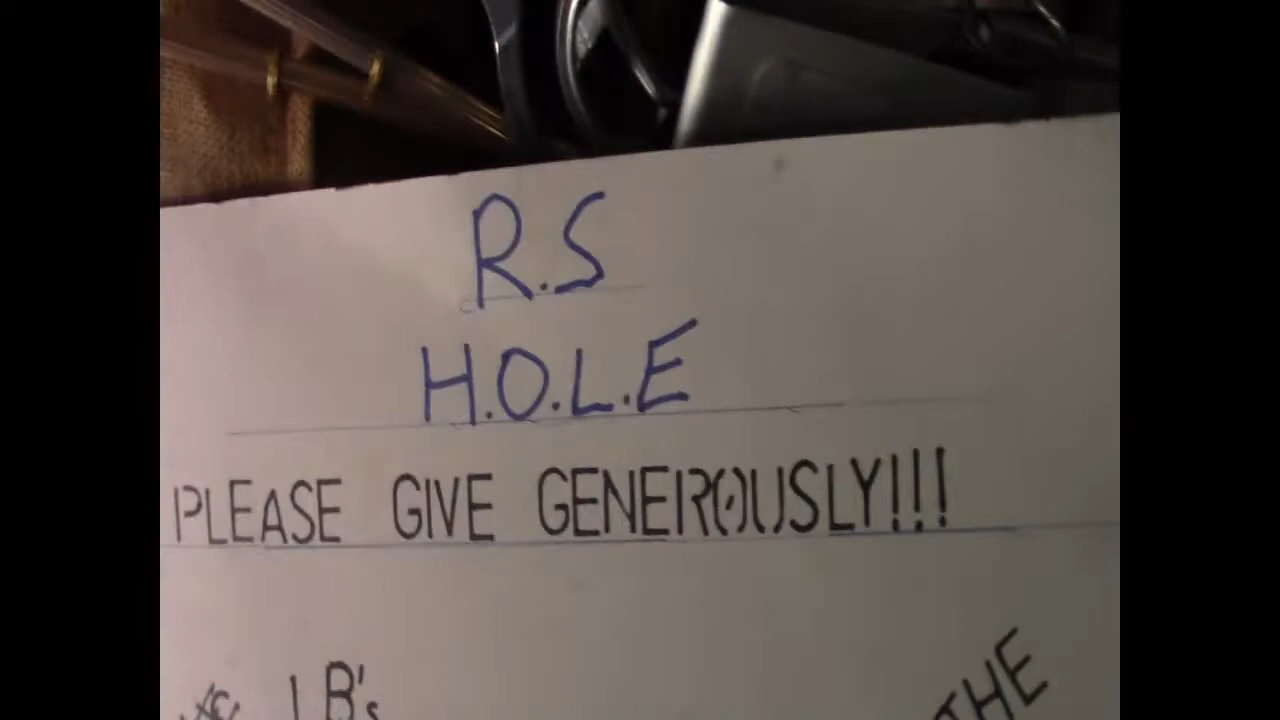 R.S
H.O.L.E
PLEASE GIVE GENEROUSLY!!!
LB's
THE